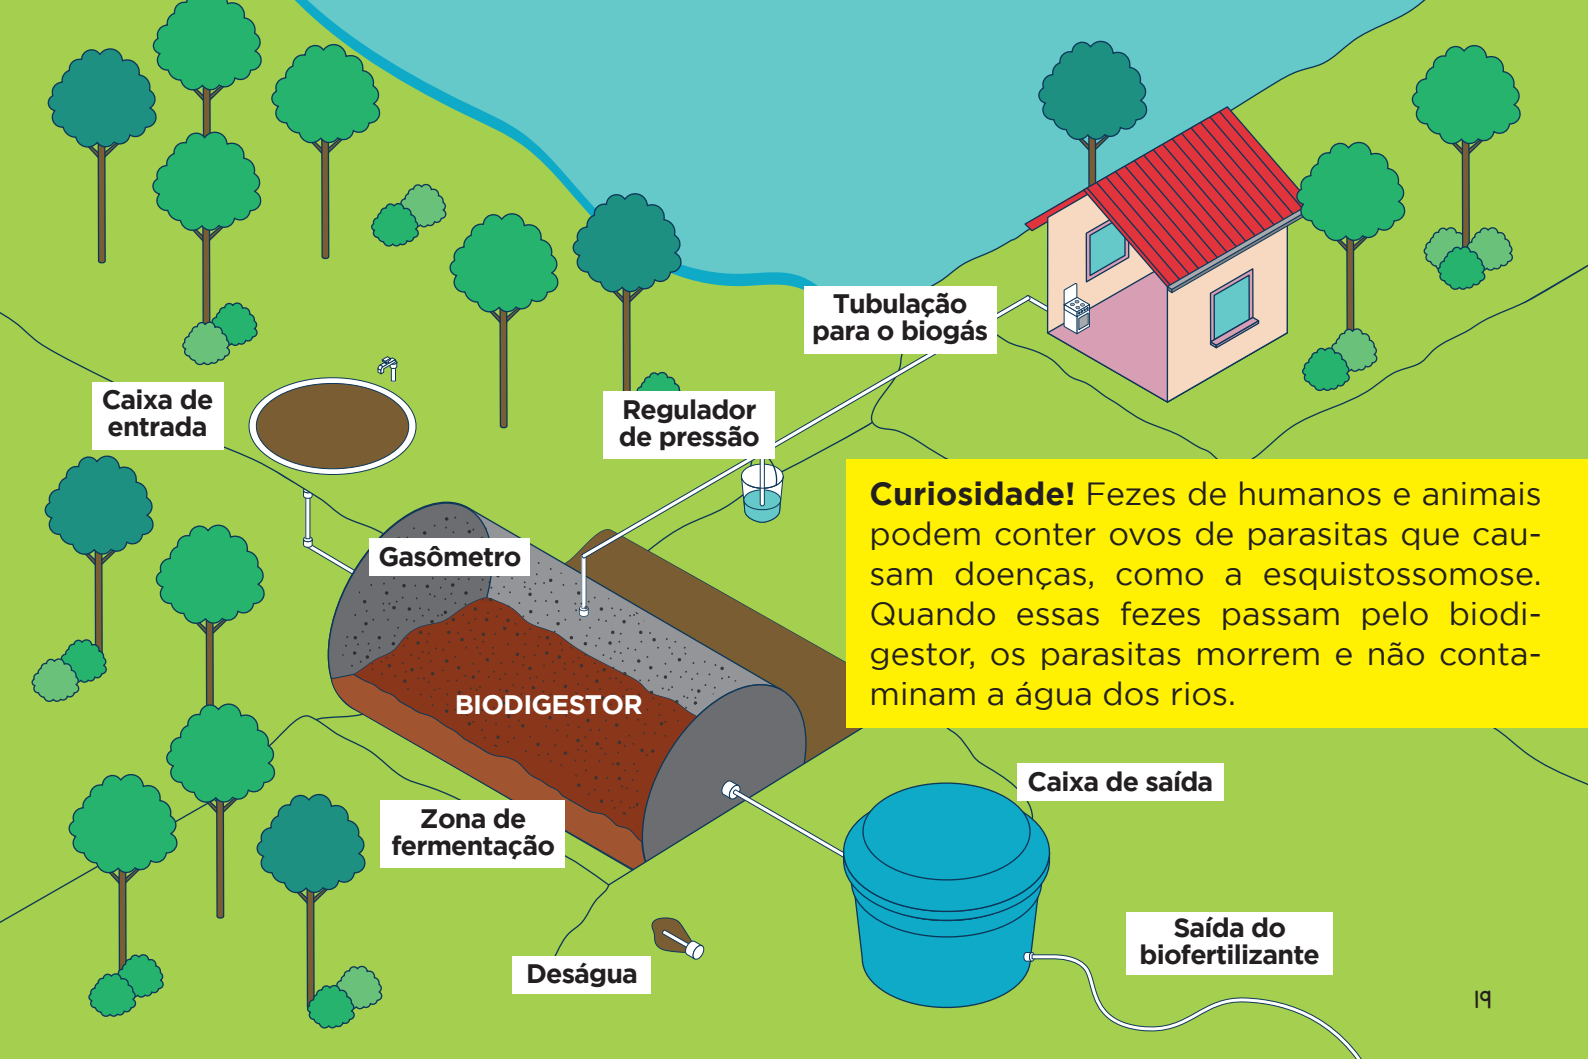 Tubulação
para o biogás
Caixa de
entrada
Regulador
de pressão
Curiosidade! Fezes de humanos e animais
podem conter ovos de parasitas que cau-
sam doenças, como a esquistossomose.
Quando essas fezes passam pelo biodi-
gestor, os parasitas morrem e não conta-
minam a água dos rios.
Gasômetro
BIODIGESTOR
Caixa de saída
Zona de
fermentação
Saída do
biofertilizante
Deságua
19